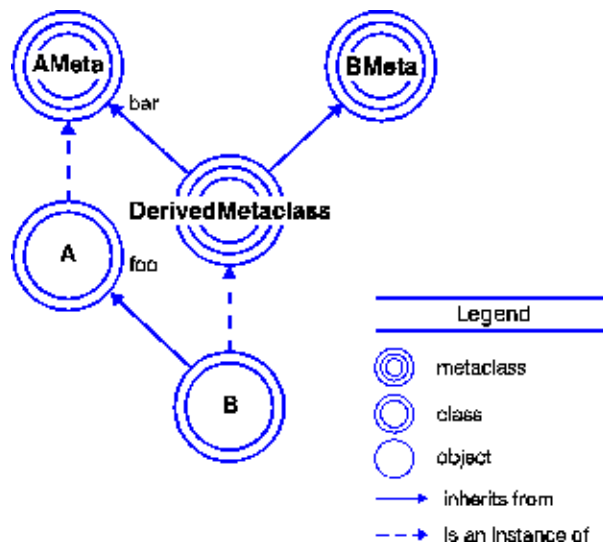 AMeta
BMeta
bar
DerivedMetaclass
A
foo
B
Legend
metaclass
class
object
inherits from
is an instance of